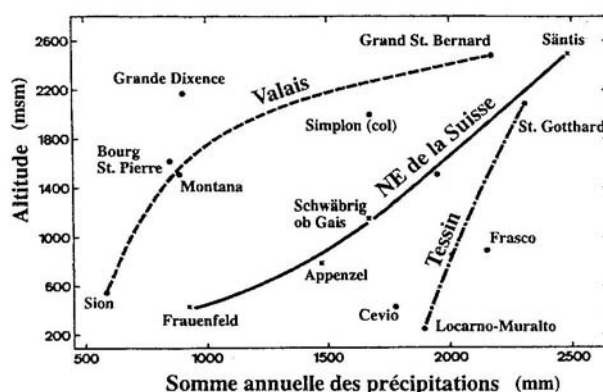 Altitude (msm)
2600
2200
1800
1400
1000
600
200
Grand St. Bernard
Säntis
Grande Dixence
Valais
Simplon (col)
St. Gotthard
Bourg
St. Pierre
Montana
NE de la Suisse
Schwäbrig
ob Gais
Tessin
Frasco
Appenzel
Sion
Frauenfeld
Cevio
Locarno-Muralto
500
1000
1500
2000
2500
Somme annuelle des précipitations (mm)